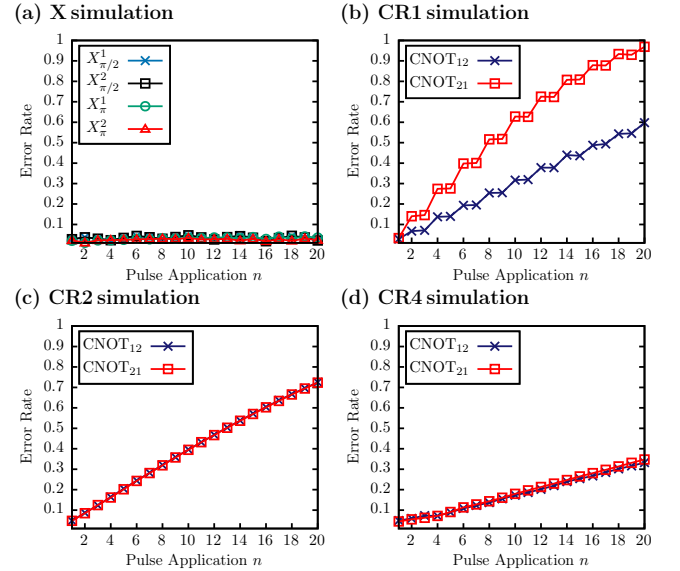 (a) X simulation
1
0.9
0.8
0.7
0.6
0.5
0.4
0.3
0.2
0.1
Error Rate
X^1_{π/2}
X^2_{π/2}
X^1_π
X^2_π
2 4 6 8 10 12 14 16 18 20
Pulse Application n
(b) CR1 simulation
1
0.9
0.8
0.7
0.6
0.5
0.4
0.3
0.2
0.1
Error Rate
CNOT₁₂
CNOT₂₁
2 4 6 8 10 12 14 16 18 20
Pulse Application n
(c) CR2 simulation
1
0.9
0.8
0.7
0.6
0.5
0.4
0.3
0.2
0.1
Error Rate
CNOT₁₂
CNOT₂₁
2 4 6 8 10 12 14 16 18 20
Pulse Application n
(d) CR4 simulation
1
0.9
0.8
0.7
0.6
0.5
0.4
0.3
0.2
0.1
Error Rate
CNOT₁₂
CNOT₂₁
2 4 6 8 10 12 14 16 18 20
Pulse Application n